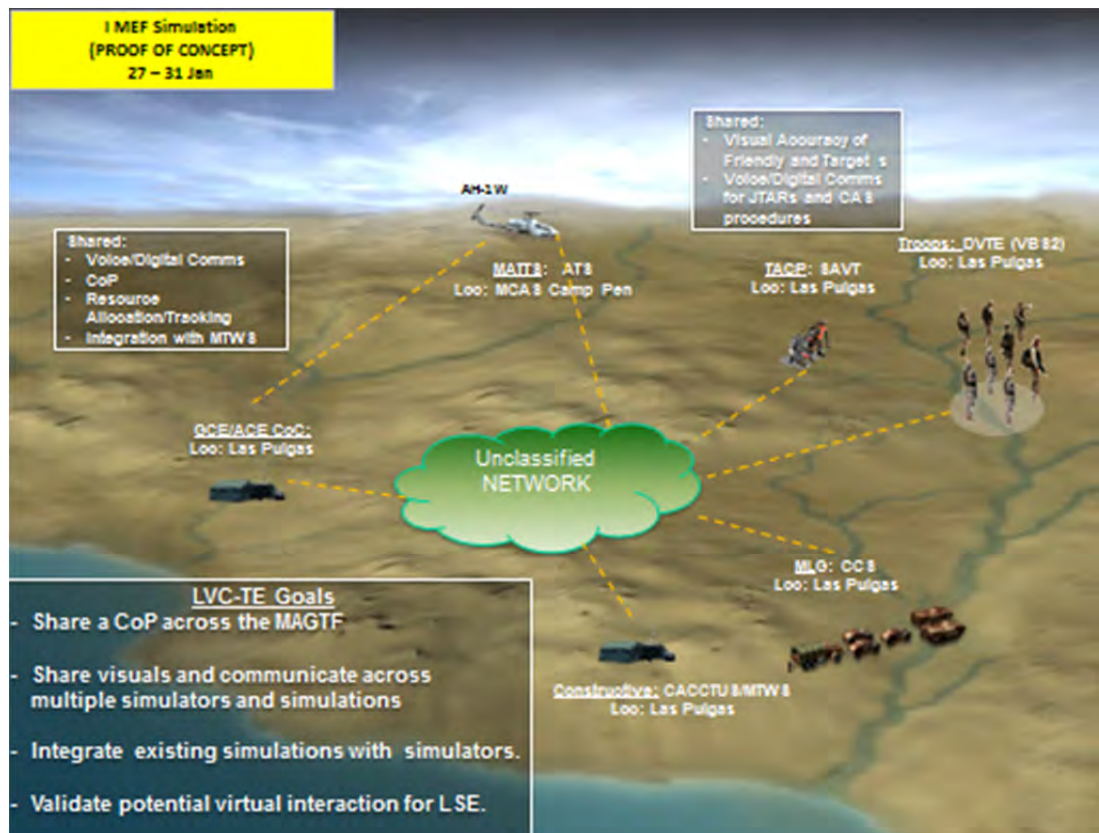 I MEF Simulation
(PROOF OF CONCEPT)
27 – 31 Jan
Shared:
- Visual Accuracy of
Friendly and Target s
- Voice/Digital Comms
for JTARs and CAS
procedures
AH-1W
Shared:
- Voice/Digital Comms
- CoP
- Resource
Allocation/Tracking
- Integration with MTWS
MATTS: ATS
Loc: MCAS Camp Pen
TACP: SAVT
Loc: Las Pulgas
Troops: DVTE (VBS2)
Loc: Las Pulgas
GCE/ACE CoC:
Loc: Las Pulgas
Unclassified
NETWORK
MLG: CCS
Loc: Las Pulgas
Constructive: CACCTUS/MTWS
Loc: Las Pulgas
LVC-TE Goals
- Share a CoP across the MAGTF
- Share visuals and communicate across
multiple simulators and simulations
- Integrate existing simulations with simulators.
- Validate potential virtual interaction for LSE.